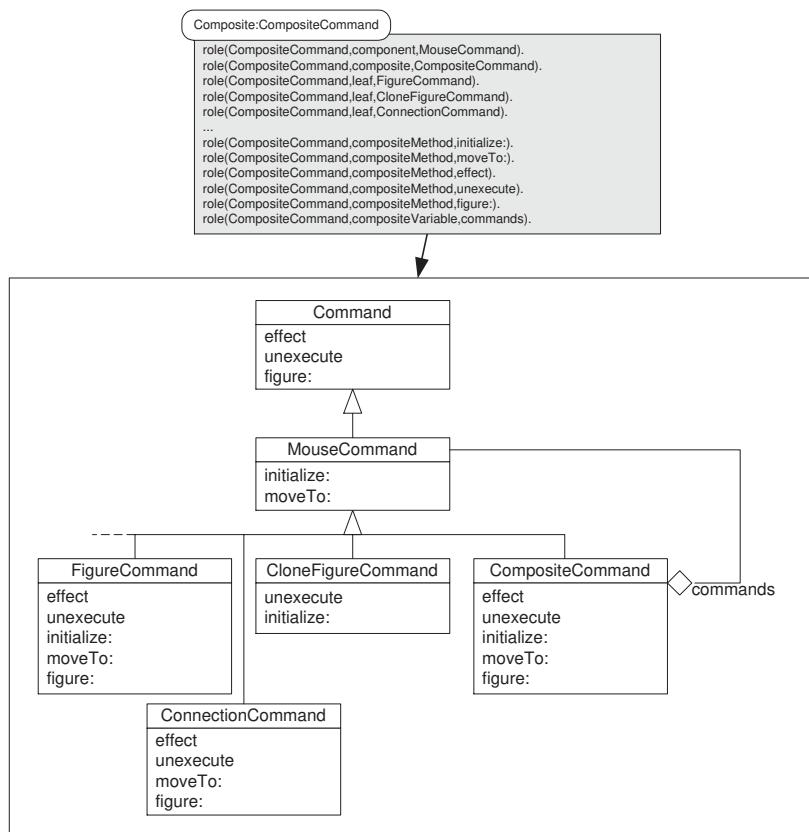 Composite:CompositeCommand
role(CompositeCommand,component,MouseCommand).
role(CompositeCommand,composite,CompositeCommand).
role(CompositeCommand,leaf,FigureCommand).
role(CompositeCommand,leaf,CloneFigureCommand).
role(CompositeCommand,leaf,ConnectionCommand).
...
role(CompositeCommand,compositeMethod,initialize:).
role(CompositeCommand,compositeMethod,moveTo:).
role(CompositeCommand,compositeMethod,effect).
role(CompositeCommand,compositeMethod,unexecute).
role(CompositeCommand,compositeMethod,figure:).
role(CompositeCommand,compositeVariable,commands).
Command
effect
unexecute
figure:
MouseCommand
initialize:
moveTo:
FigureCommand
effect
unexecute
initialize:
moveTo:
figure:
CloneFigureCommand
unexecute
initialize:
CompositeCommand
effect
unexecute
initialize:
moveTo:
figure:
commands
ConnectionCommand
effect
unexecute
moveTo:
figure: